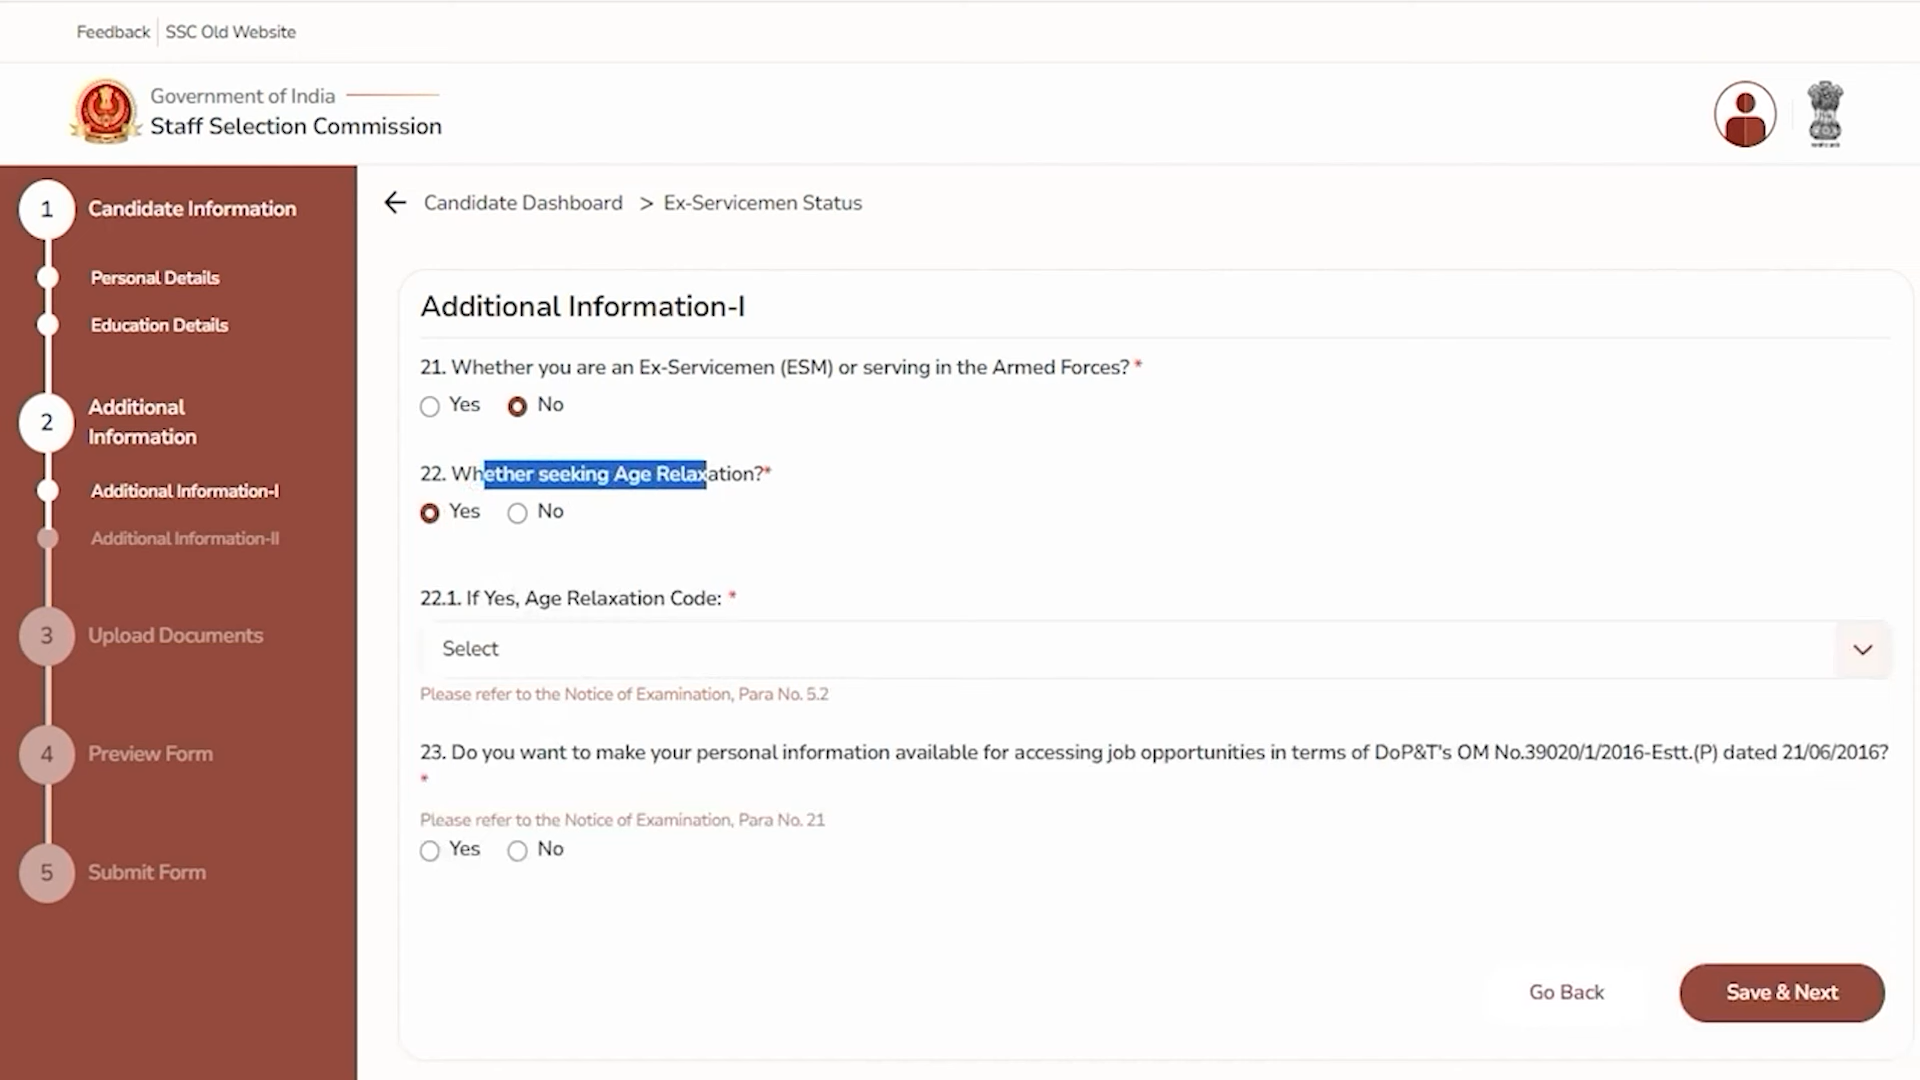 Feedback
SSC Old Website
Government of India
Staff Selection Commission
1 Candidate Information
Personal Details
Education Details
2 Additional
Information
Additional Information-I
Additional Information-II
3 Upload Documents
4 Preview Form
5 Submit Form
Candidate Dashboard > Ex-Servicemen Status
Additional Information-I
21. Whether you are an Ex-Servicemen (ESM) or serving in the Armed Forces? *
Yes No
22. Whether seeking Age Relaxation?*
Yes No
22.1. If Yes, Age Relaxation Code: *
Select
Please refer to the Notice of Examination, Para No. 5.2
23. Do you want to make your personal information available for accessing job opportunities in terms of DoP&T's OM No.39020/1/2016-Estt.(P) dated 21/06/2016?
*
Please refer to the Notice of Examination, Para No. 21
Yes No
Go Back
Save & Next